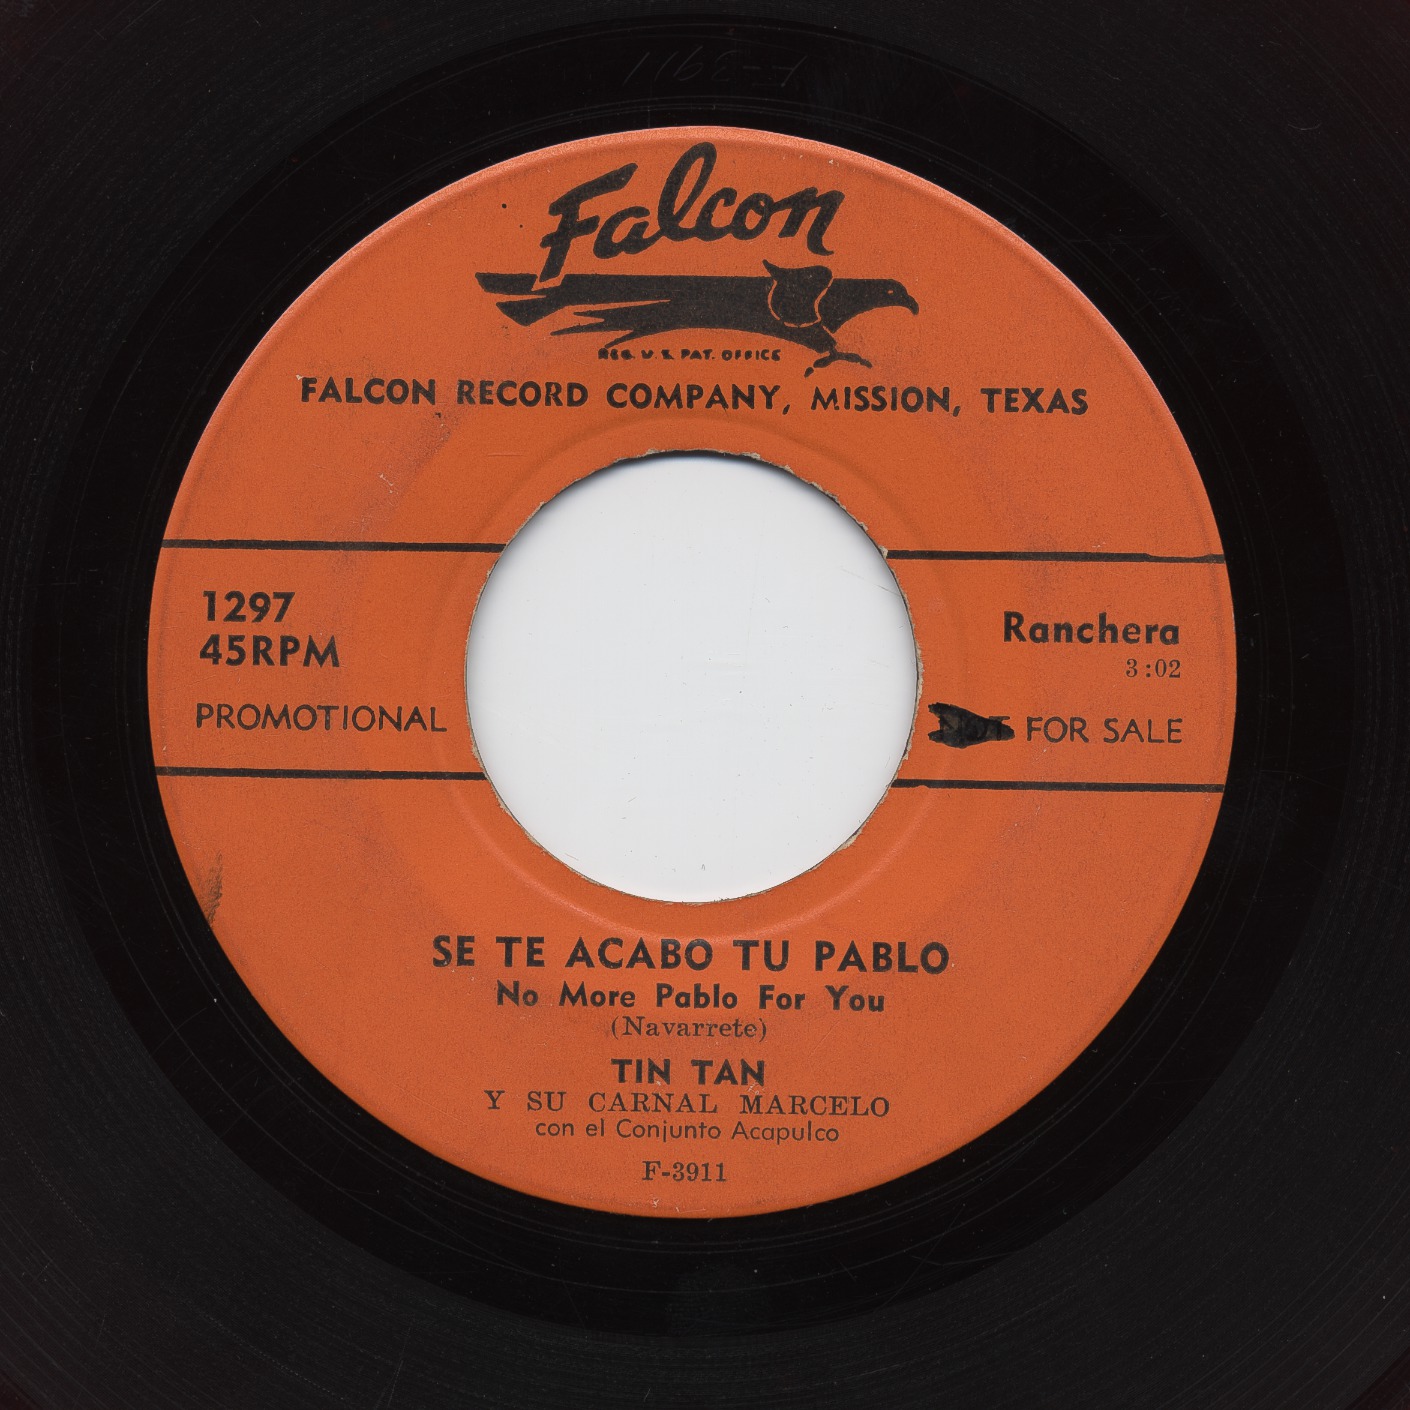 Falcon
REG. U.S. PAT. OFFICE
FALCON RECORD COMPANY, MISSION, TEXAS
1297
45RPM
PROMOTIONAL
Ranchera
3:02
NOT FOR SALE
SE TE ACABO TU PABLO
No More Pablo For You
(Navarrete)
TIN TAN
Y SU CARNAL MARCELO
con el Conjunto Acapulco
F-3911